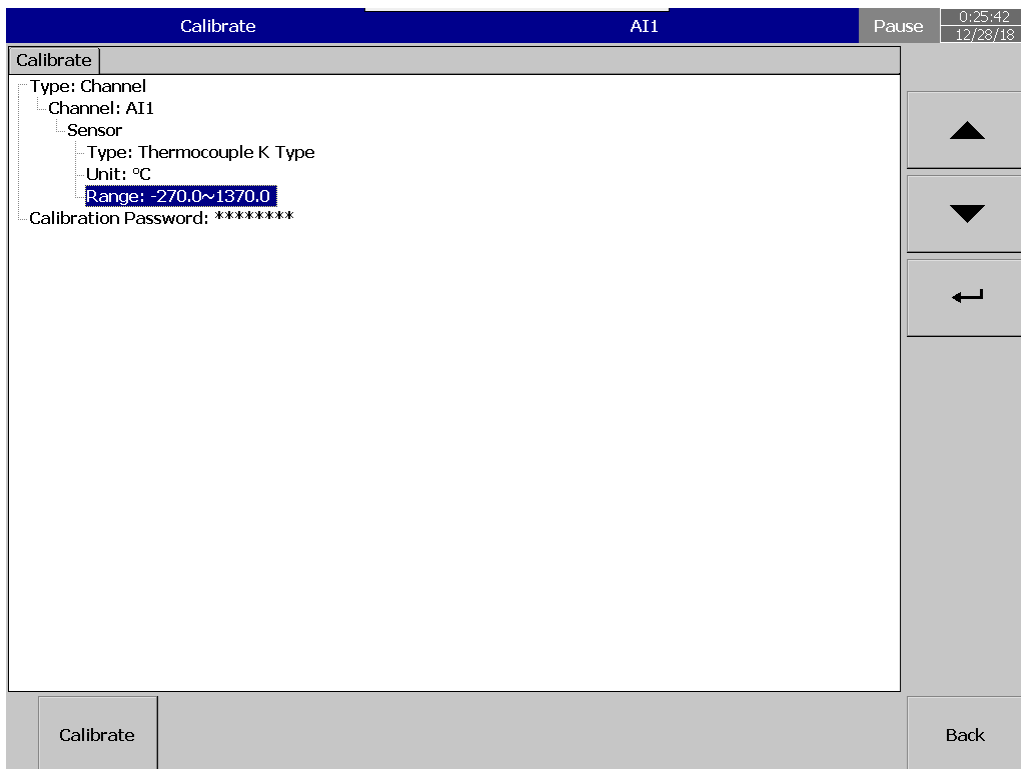 Calibrate
AI1
Pause
0:25:42
12/28/18
Calibrate
Type: Channel
Channel: AI1
Sensor
Type: Thermocouple K Type
Unit: °C
Range: -270.0~1370.0
Calibration Password: ********
Calibrate
Back